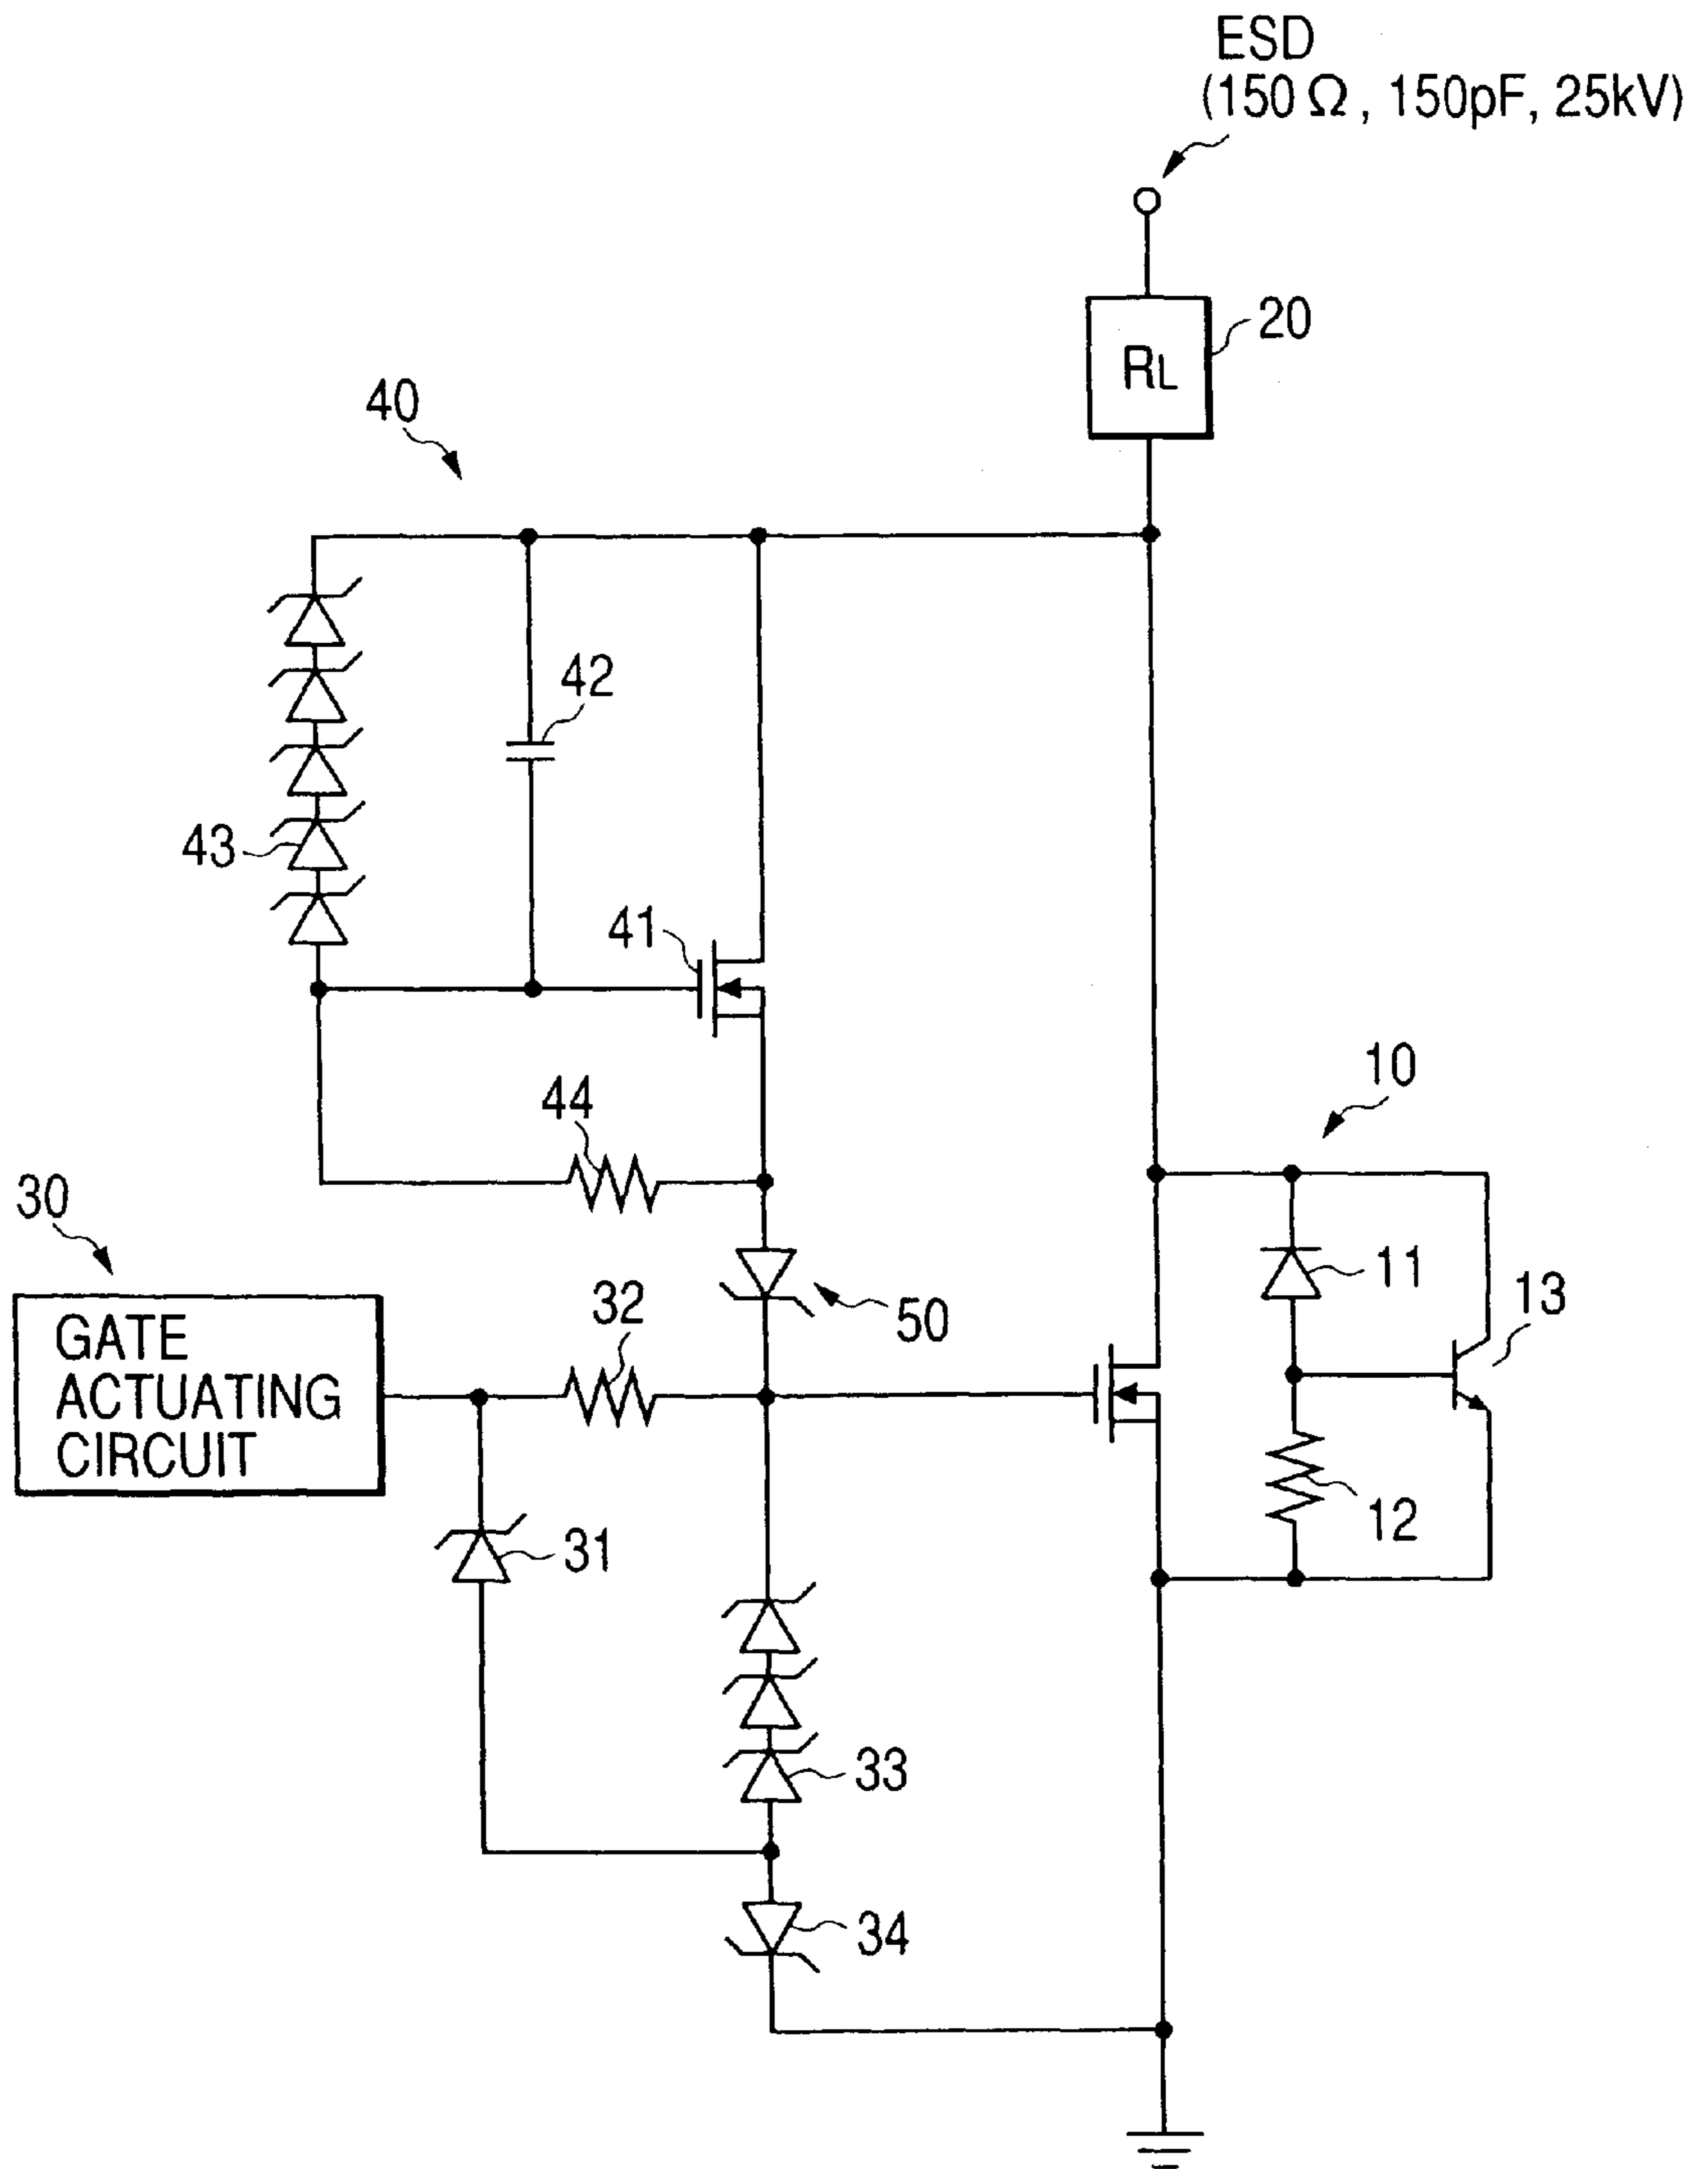 ESD
(150 Ω, 150pF, 25kV)
20
RL
40
42
43
41
10
44
30
11
13
32
50
GATE
ACTUATING
CIRCUIT
12
31
33
34